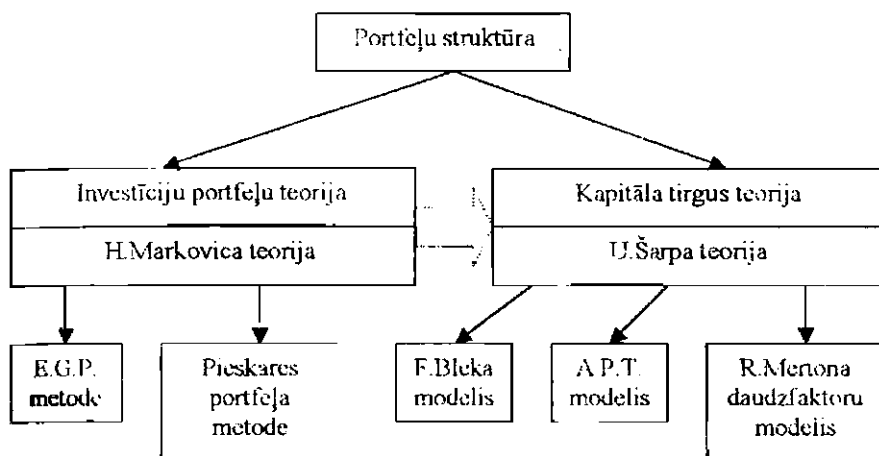 Portfeļu struktūra
Investīciju portfeļu teorija
H.Markovica teorija
Kapitāla tirgus teorija
U.Šarpa teorija
E.G.P.
metode
Pieskares
portfeļa
metode
F.Bleka
modelis
A.P.T.
modelis
R.Mertona
daudzfaktoru
modelis